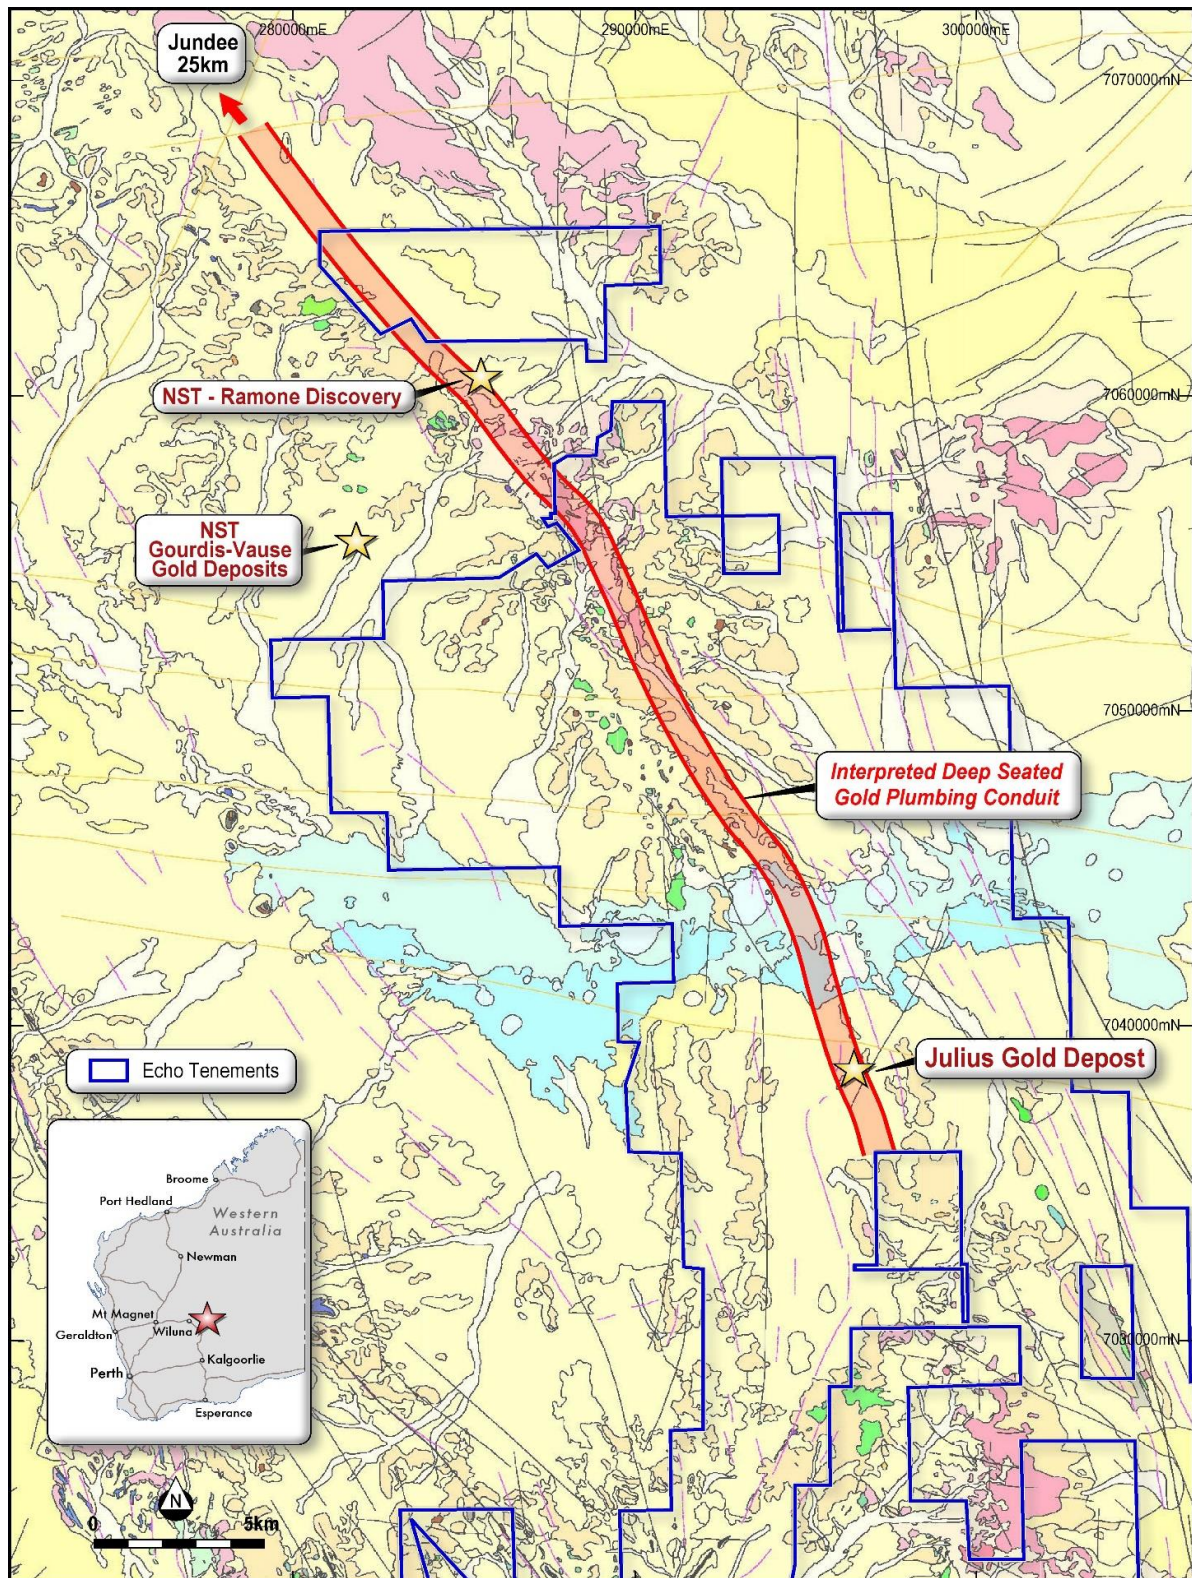 280000mE
290000mE
300000mE
Jundee
25km
7070000mN
NST - Ramone Discovery
7060000mN
NST
Gourdis-Vause
Gold Deposits
7050000mN
Interpreted Deep Seated
Gold Plumbing Conduit
7040000mN
Julius Gold Depost
Echo Tenements
Broome
Port Hedland
Western
Australia
Newman
Mt Magnet
Wiluna
Geraldton
7030000mN
Kalgoorlie
Perth
Esperance
N
0
5km